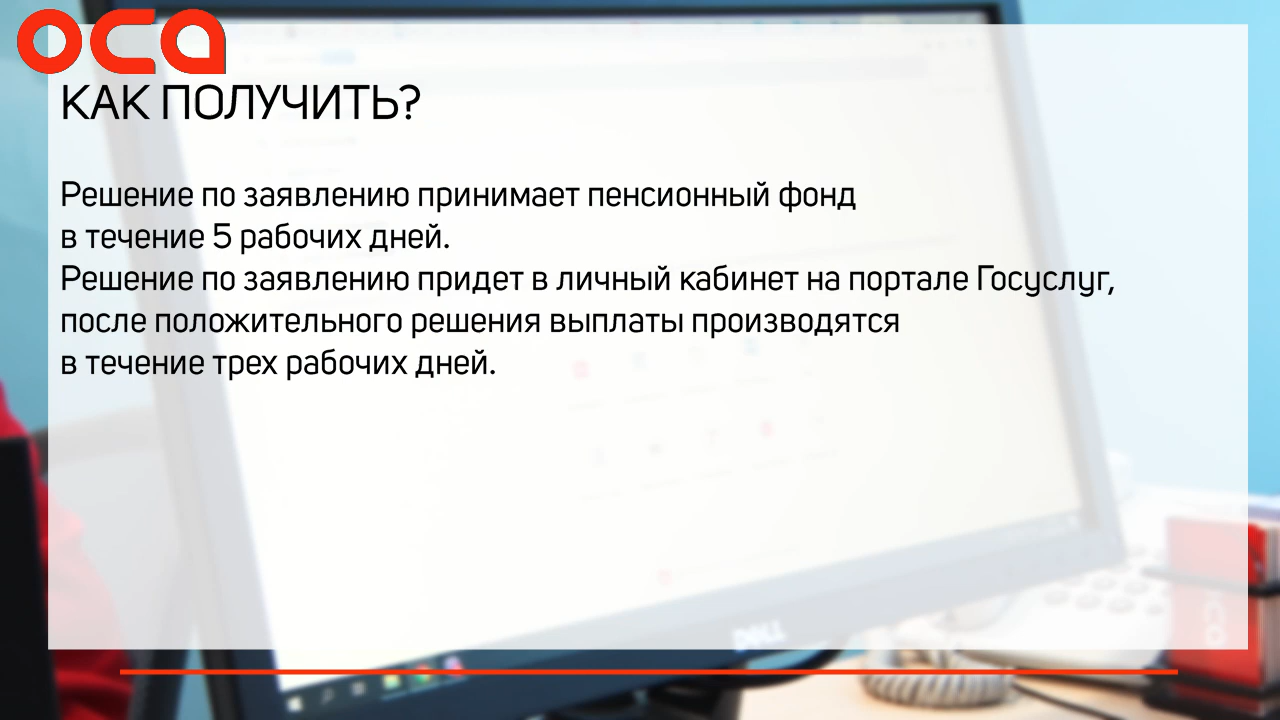 оса
КАК ПОЛУЧИТЬ?
Решение по заявлению принимает пенсионный фонд
в течение 5 рабочих дней.
Решение по заявлению придет в личный кабинет на портале Госуслуг,
после положительного решения выплаты производятся
в течение трех рабочих дней.
DELL